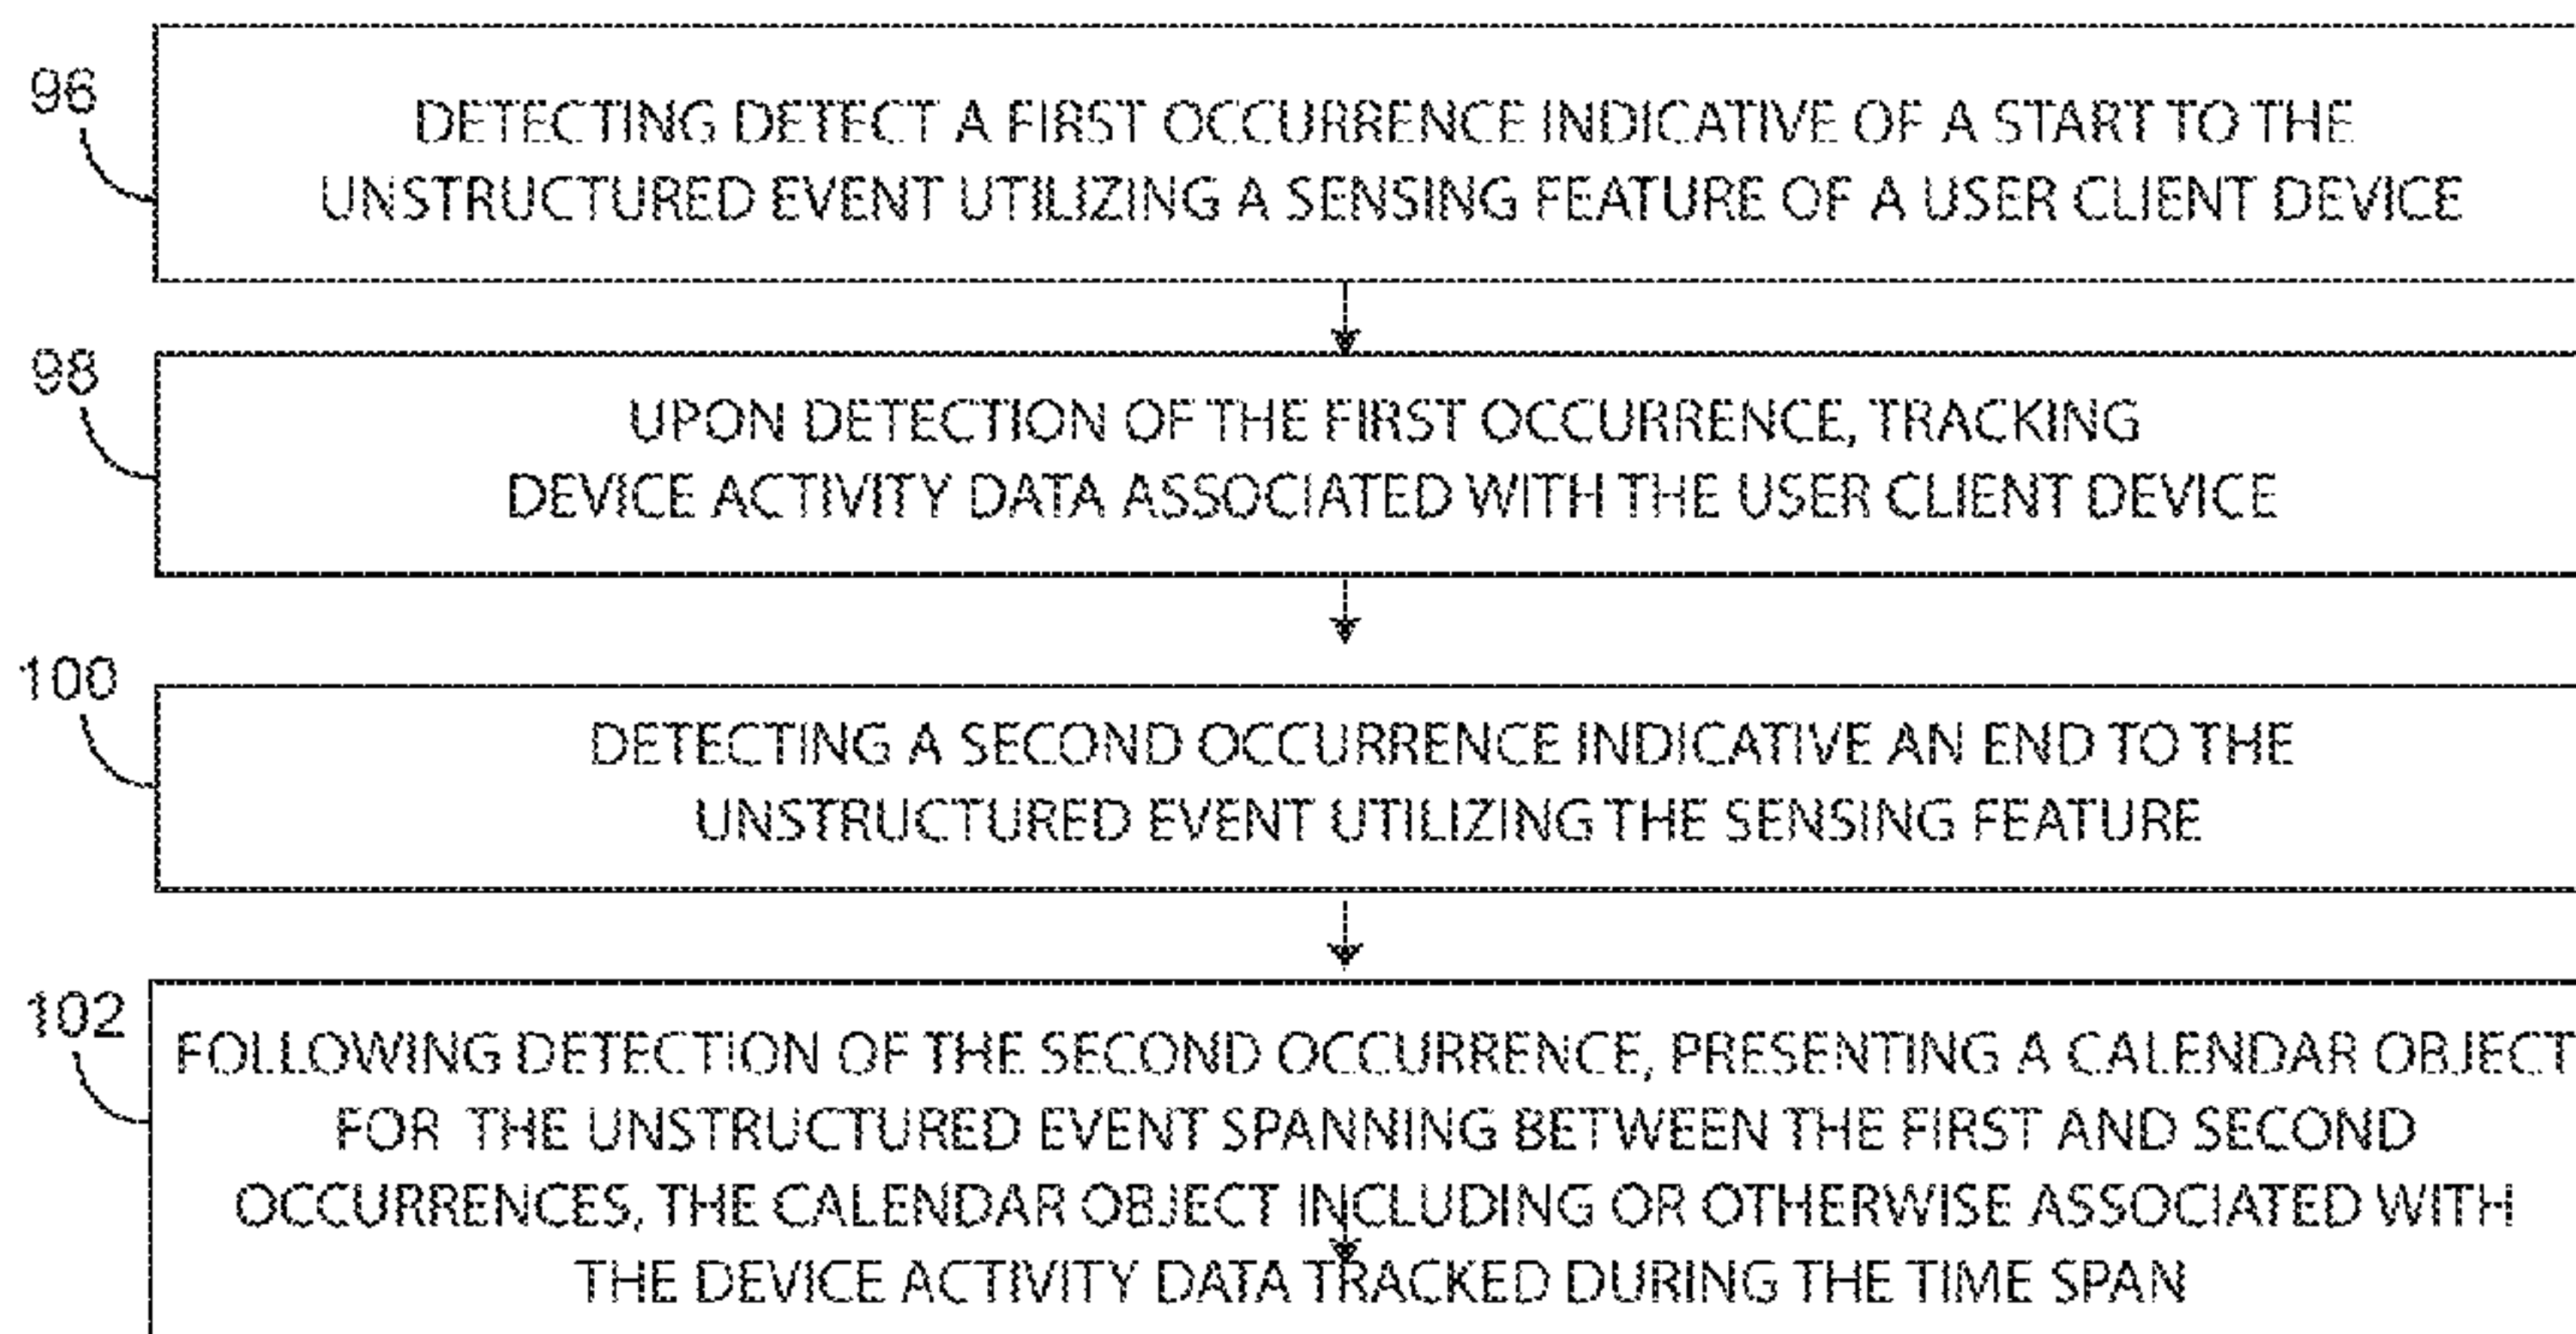 96
DETECTING DETECT A FIRST OCCURRENCE INDICATIVE OF A START TO THE
UNSTRUCTURED EVENT UTILIZING A SENSING FEATURE OF A USER CLIENT DEVICE
98
UPON DETECTION OF THE FIRST OCCURRENCE, TRACKING
DEVICE ACTIVITY DATA ASSOCIATED WITH THE USER CLIENT DEVICE
100
DETECTING A SECOND OCCURRENCE INDICATIVE AN END TO THE
UNSTRUCTURED EVENT UTILIZING THE SENSING FEATURE
102
FOLLOWING DETECTION OF THE SECOND OCCURRENCE, PRESENTING A CALENDAR OBJECT
FOR THE UNSTRUCTURED EVENT SPANNING BETWEEN THE FIRST AND SECOND
OCCURRENCES, THE CALENDAR OBJECT INCLUDING OR OTHERWISE ASSOCIATED WITH
THE DEVICE ACTIVITY DATA TRACKED DURING THE TIME SPAN